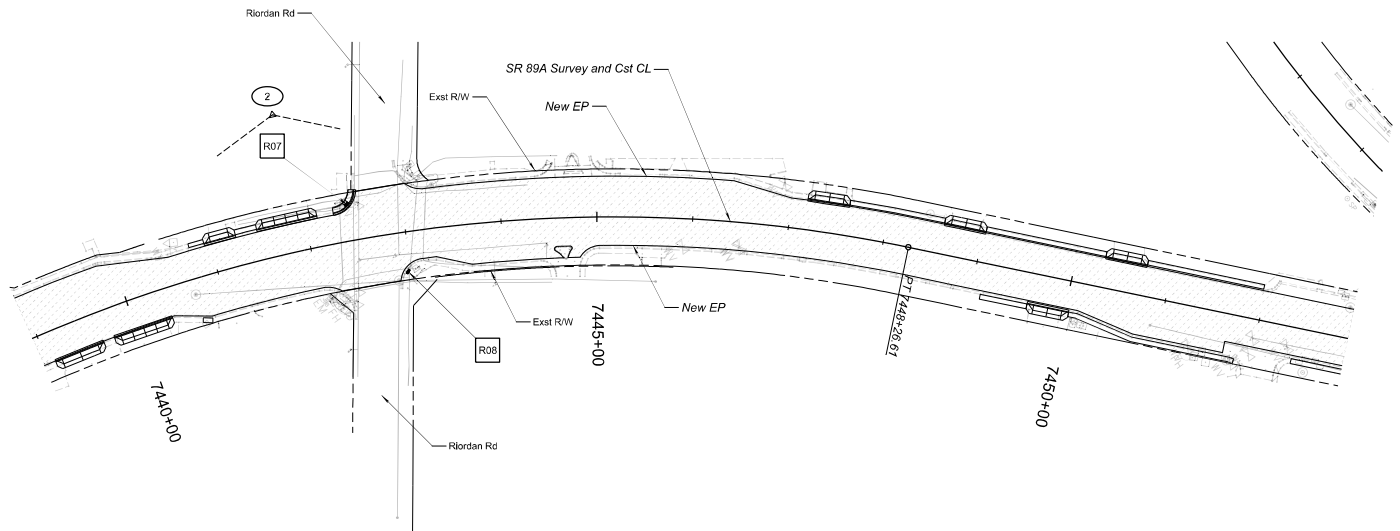 Riordan Rd
SR 89A Survey and Cst CL
Exst R/W
2
New EP
R07
PT 7448+26.61
7445+00
New EP
Exst R/W
R08
7450+00
7440+00
Riordan Rd